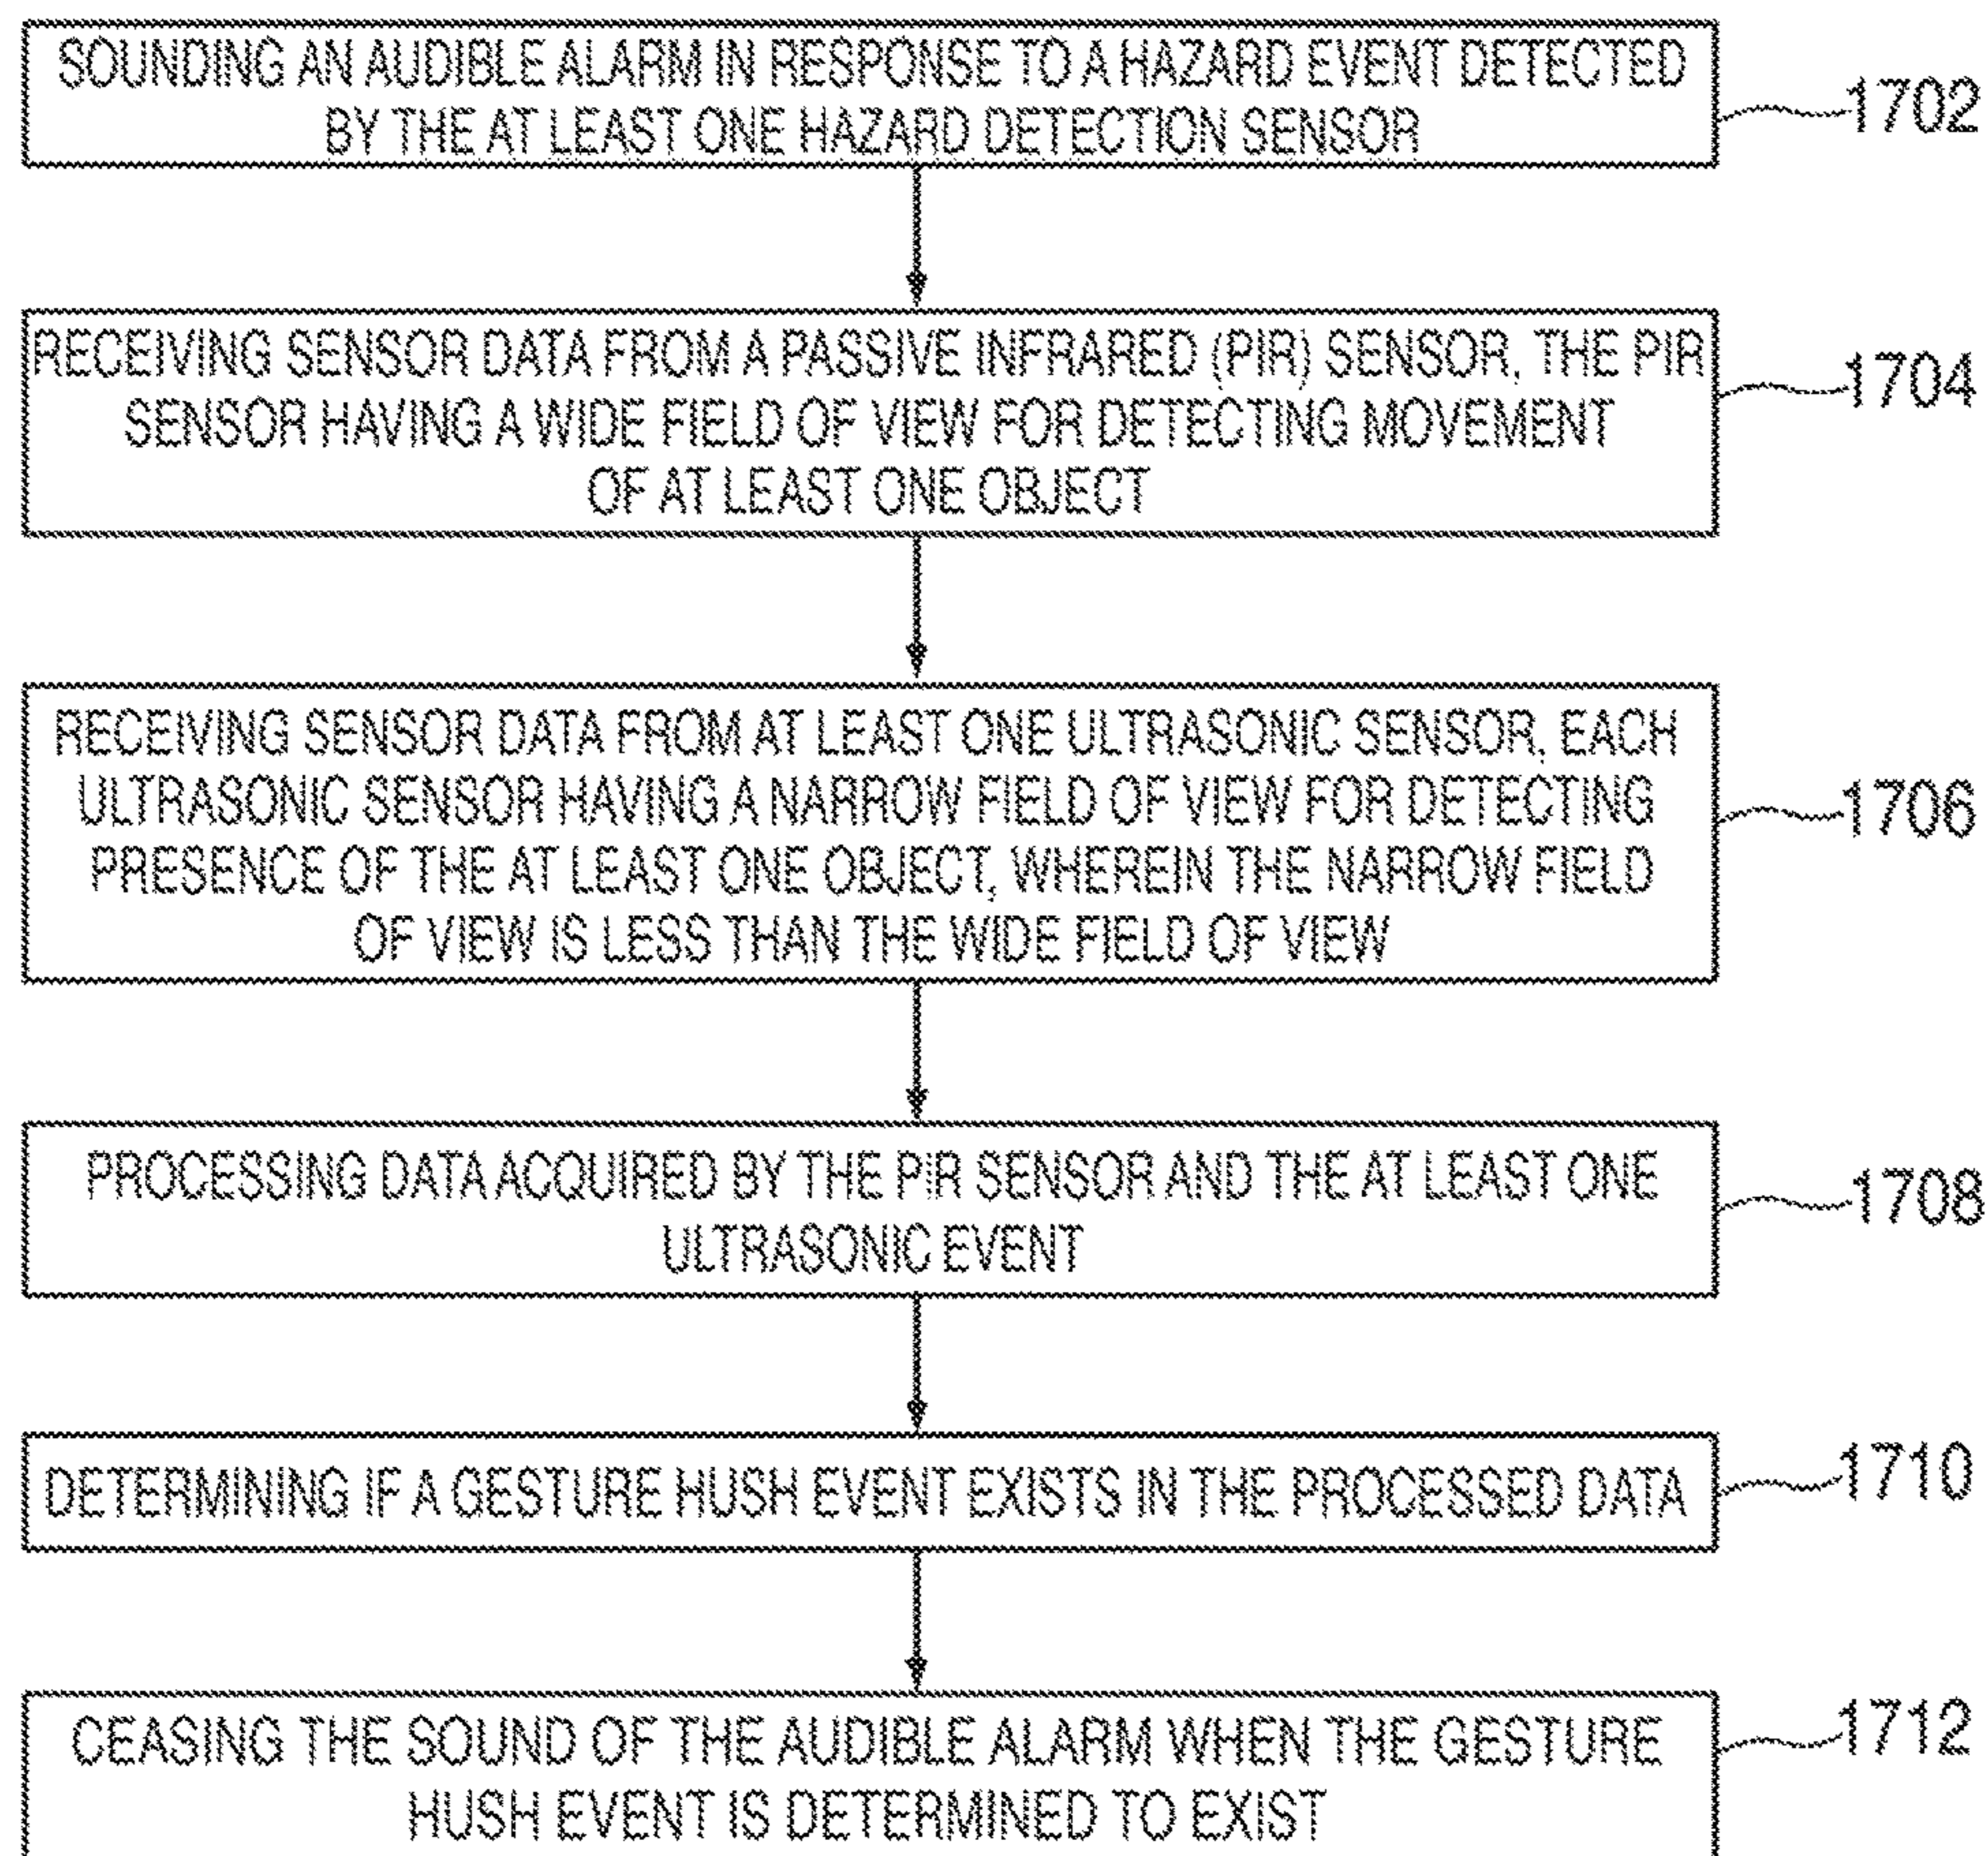 SOUNDING AN AUDIBLE ALARM IN RESPONSE TO A HAZARD EVENT DETECTED
BY THE AT LEAST ONE HAZARD DETECTION SENSOR
1702
RECEIVING SENSOR DATA FROM A PASSIVE INFRARED (PIR) SENSOR, THE PIR
SENSOR HAVING A WIDE FIELD OF VIEW FOR DETECTING MOVEMENT
OF AT LEAST ONE OBJECT
1704
RECEIVING SENSOR DATA FROM AT LEAST ONE ULTRASONIC SENSOR, EACH
ULTRASONIC SENSOR HAVING A NARROW FIELD OF VIEW FOR DETECTING
PRESENCE OF THE AT LEAST ONE OBJECT, WHEREIN THE NARROW FIELD
OF VIEW IS LESS THAN THE WIDE FIELD OF VIEW
1706
PROCESSING DATA ACQUIRED BY THE PIR SENSOR AND THE AT LEAST ONE
ULTRASONIC EVENT
1708
DETERMINING IF A GESTURE HUSH EVENT EXISTS IN THE PROCESSED DATA
1710
CEASING THE SOUND OF THE AUDIBLE ALARM WHEN THE GESTURE
HUSH EVENT IS DETERMINED TO EXIST
1712